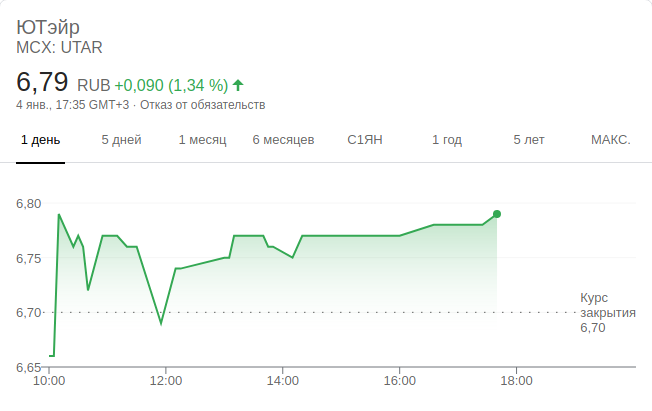 ЮТэйр
MCX: UTAR
6,79 RUB +0,090 (1,34 %)
4 янв., 17:35 GMT+3 · Отказ от обязательств
1 день 5 дней 1 месяц 6 месяцев С1ЯН 1 год 5 лет МАКС.
6,80
6,75
6,70
Курс
закрытия
6,70
6,65
10:00 12:00 14:00 16:00 18:00